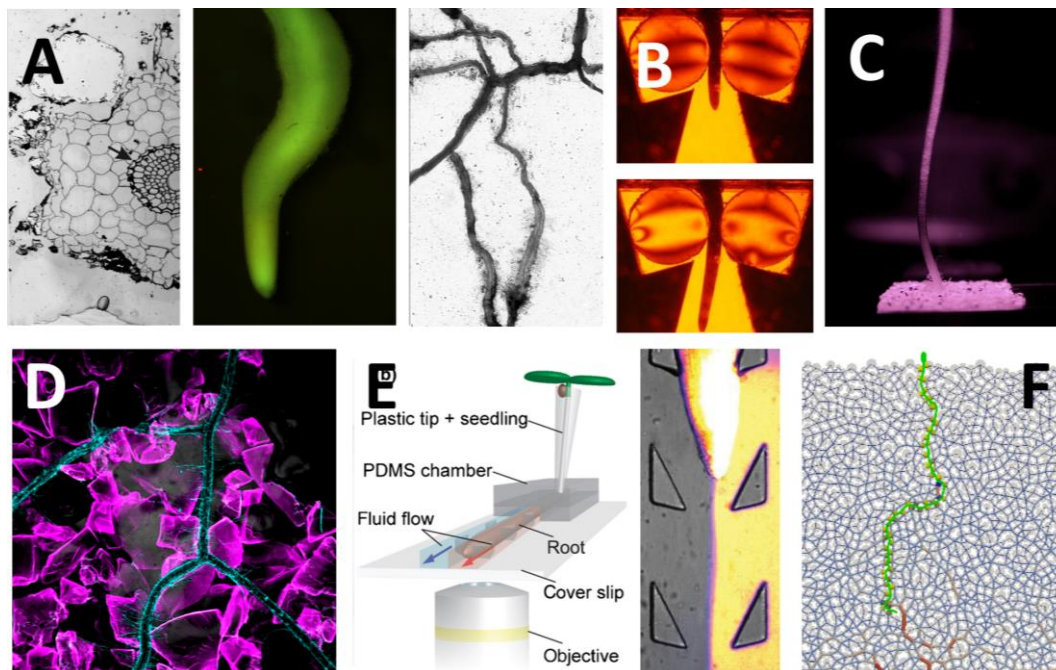 A
B
C
D
E
b
Plastic tip + seedling
PDMS chamber
Fluid flow
Root
Cover slip
Objective
F